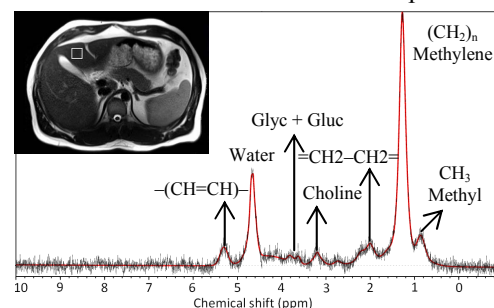 (CH2)n
Methylene
Glyc + Gluc
=CH2–CH2=
Water
CH3
Methyl
–(CH=CH)–
Choline
10 9 8 7 6 5 4 3 2 1 0
Chemical shift (ppm)